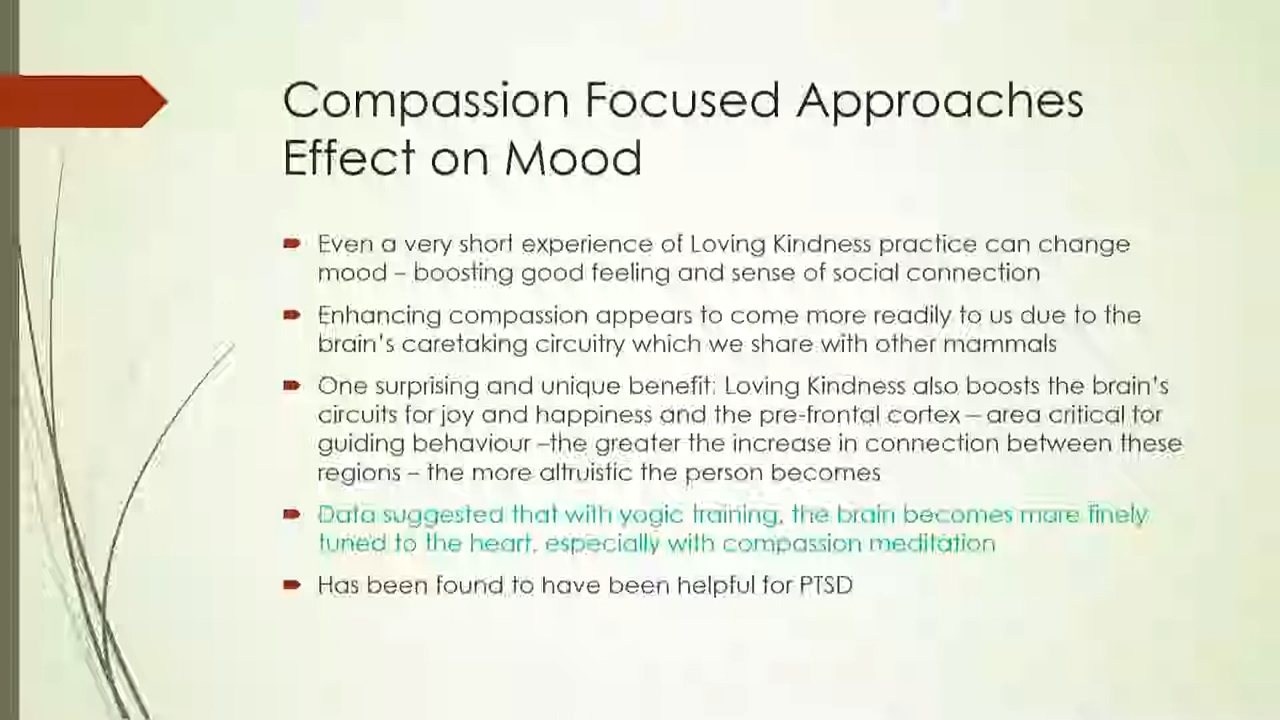 Compassion Focused Approaches
Effect on Mood
Even a very short experience of Loving Kindness practice can change
mood – boosting good feeling and sense of social connection
Enhancing compassion appears to come more readily to us due to the
brain's caretaking circuitry which we share with other mammals
One surprising and unique benefit: Loving Kindness also boosts the brain's
circuits for joy and happiness and the pre-frontal cortex – area critical for
guiding behaviour –the greater the increase in connection between these
regions – the more altruistic the person becomes
Data suggested that with yogic training, the brain becomes more finely
tuned to the heart, especially with compassion meditation
Has been found to have been helpful for PTSD